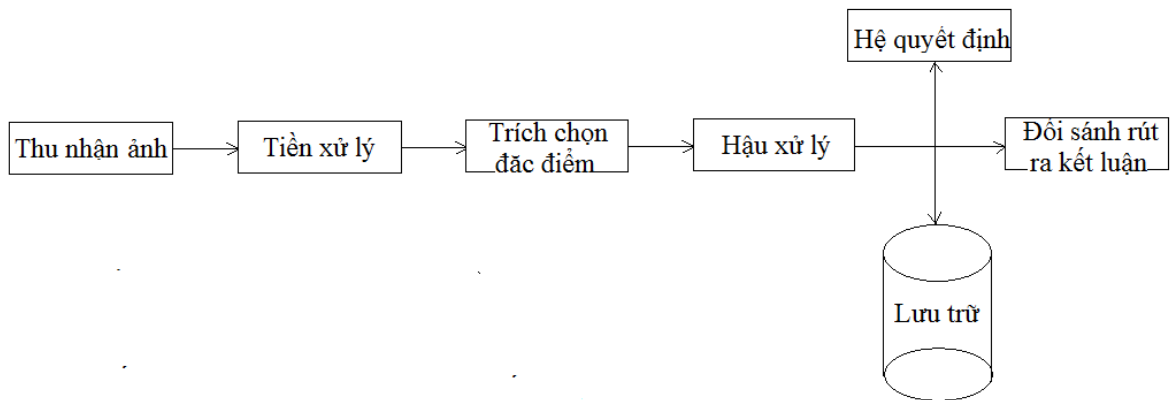 Hệ quyết định
Thu nhận ảnh
Tiền xử lý
Trích chọn
đăc điểm
Hậu xử lý
Đối sánh rút
ra kết luận
Lưu trữ